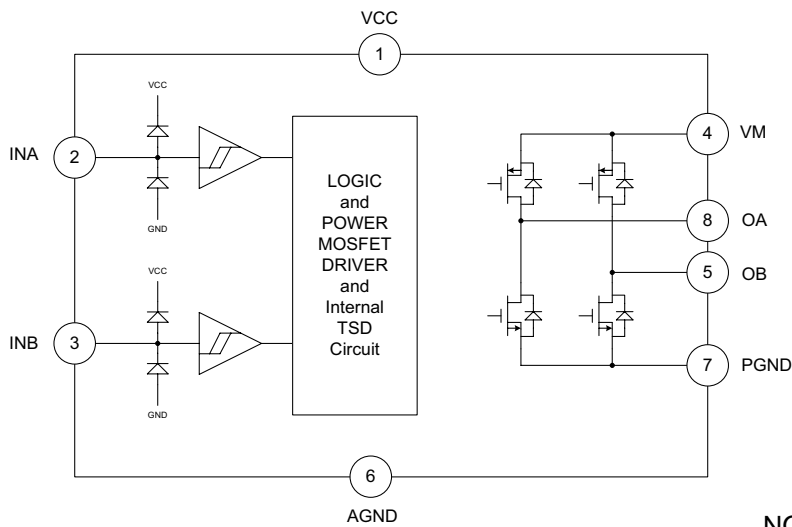 VCC
1
VCC
INA
2
GND
VCC
INB
3
GND
LOGIC
and
POWER
MOSFET
DRIVER
and
Internal
TSD
Circuit
4
VM
8
OA
5
OB
7
PGND
6
AGND
NO